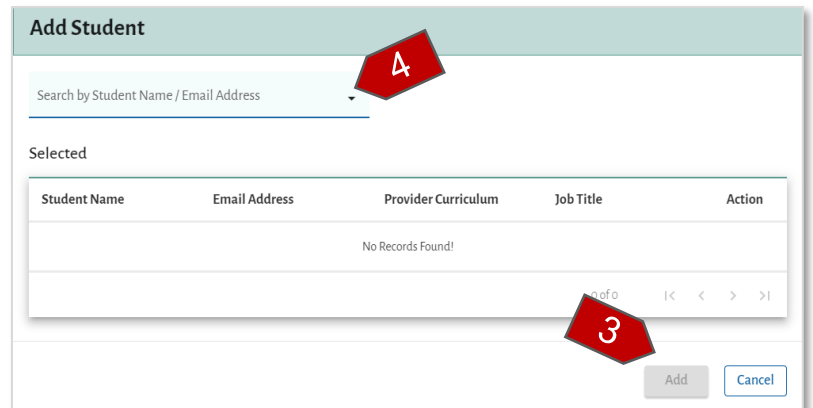 Add Student
4
Search by Student Name / Email Address
Selected
Student Name Email Address Provider Curriculum Job Title Action
No Records Found!
0 of 0 |< < > >|
3
Add Cancel